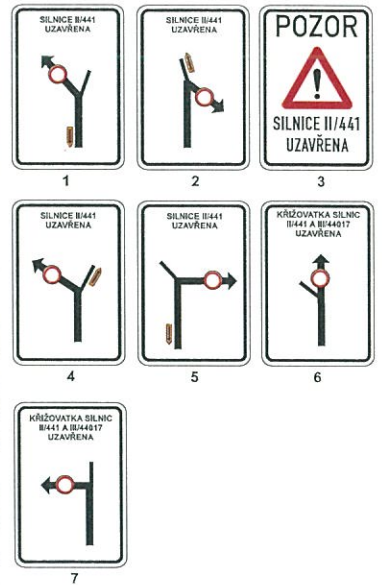 SILNICE II/441
UZAVŘENA
1
SILNICE II/441
UZAVŘENA
2
POZOR
!
SILNICE II/441
UZAVŘENA
3
SILNICE II/441
UZAVŘENA
4
SILNICE II/441
UZAVŘENA
5
KŘIŽOVATKA SILNIC
II/441 A III/44017
UZAVŘENA
6
KŘIŽOVATKA SILNIC
II/441 A III/44017
UZAVŘENA
7